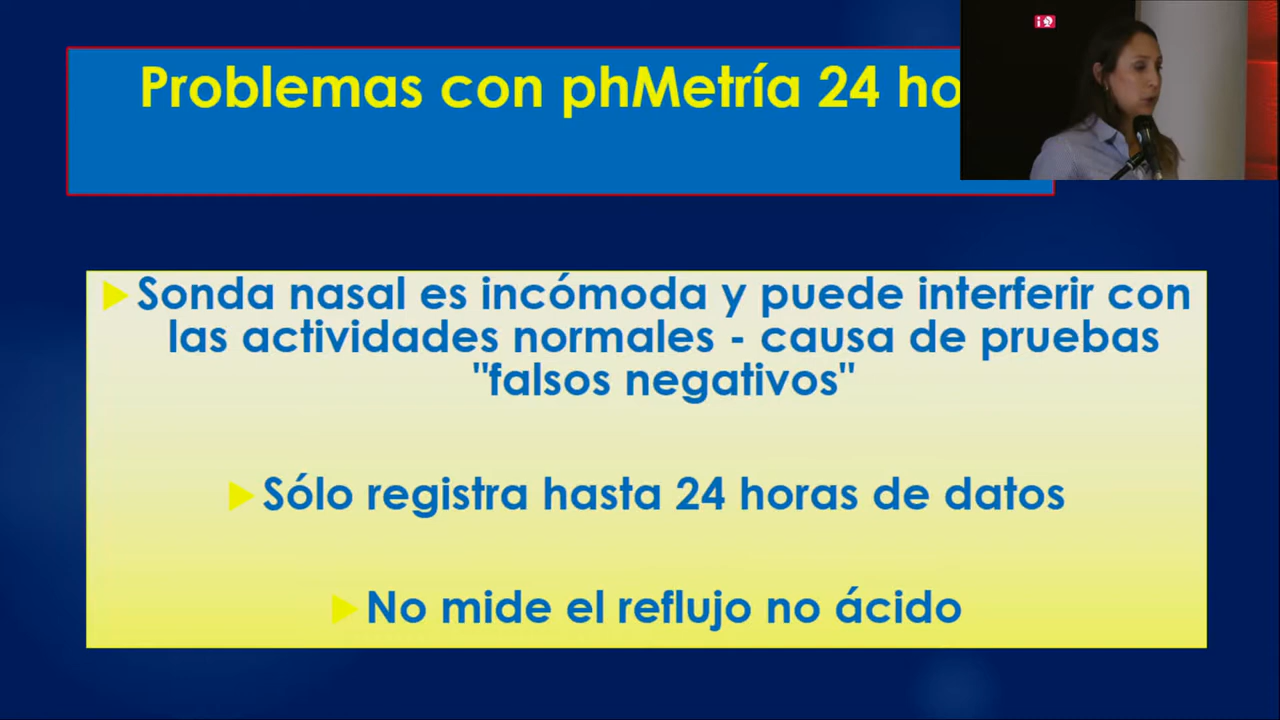 Problemas con phMetría 24 ho
Sonda nasal es incómoda y puede interferir con
las actividades normales - causa de pruebas
"falsos negativos"
Sólo registra hasta 24 horas de datos
No mide el reflujo no ácido